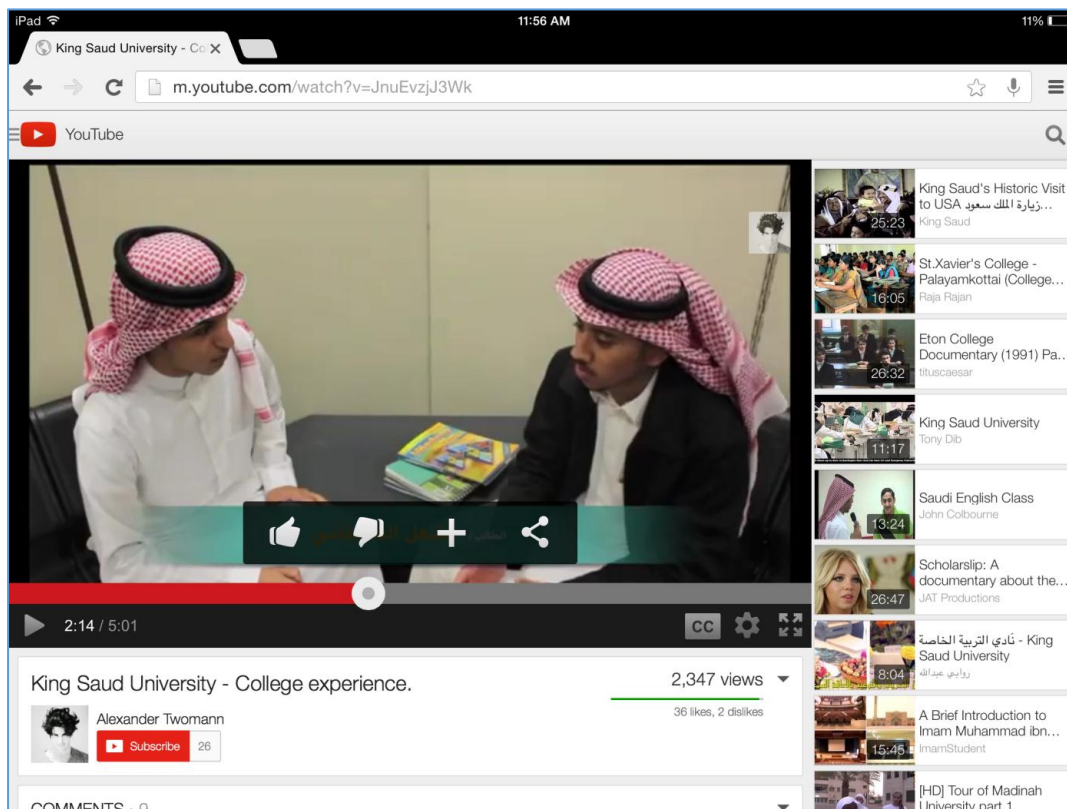 iPad
11:56 AM
11%
King Saud University - Co
m.youtube.com/watch?v=JnuEvzjJ3Wk
YouTube
الطالب/
2:14 / 5:01
CC
King Saud University - College experience.
2,347 views
36 likes, 2 dislikes
Alexander Twomann
Subscribe 26
COMMENTS - 9
King Saud's Historic Visit
to USA زيارة الملك سعود...
King Saud
25:23
St.Xavier's College -
Palayamkottai (College...
Raja Rajan
16:05
Eton College
Documentary (1991) Pa..
tituscaesar
26:32
King Saud University
Tony Dib
11:17
Saudi English Class
John Colbourne
13:24
Scholarslip: A
documentary about the...
JAT Productions
26:47
نادي التربية الخاصة - King
Saud University
روابي عبدالله
8:04
A Brief Introduction to
Imam Muhammad ibn...
ImamStudent
15:45
[HD] Tour of Madinah
University part 1